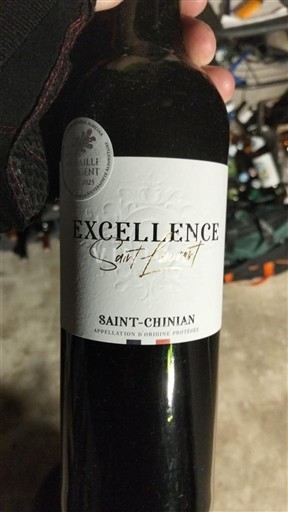 EXCELLENCE
Saint Laurent
SAINT-CHINIAN
APPELLATION D'ORIGINE PROTÉGÉE